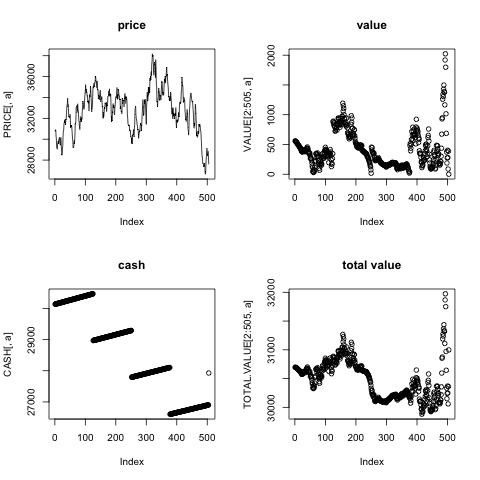 price
PRICE[, a]
28000 32000 36000
0 100 200 300 400 500
Index
value
VALUE[2:505, a]
0 500 1000 2000
0 100 200 300 400 500
Index
cash
CASH[, a]
27000 29000
0 100 200 300 400 500
Index
total value
TOTAL.VALUE[2:505, a]
30000 31000 32000
0 100 200 300 400 500
Index